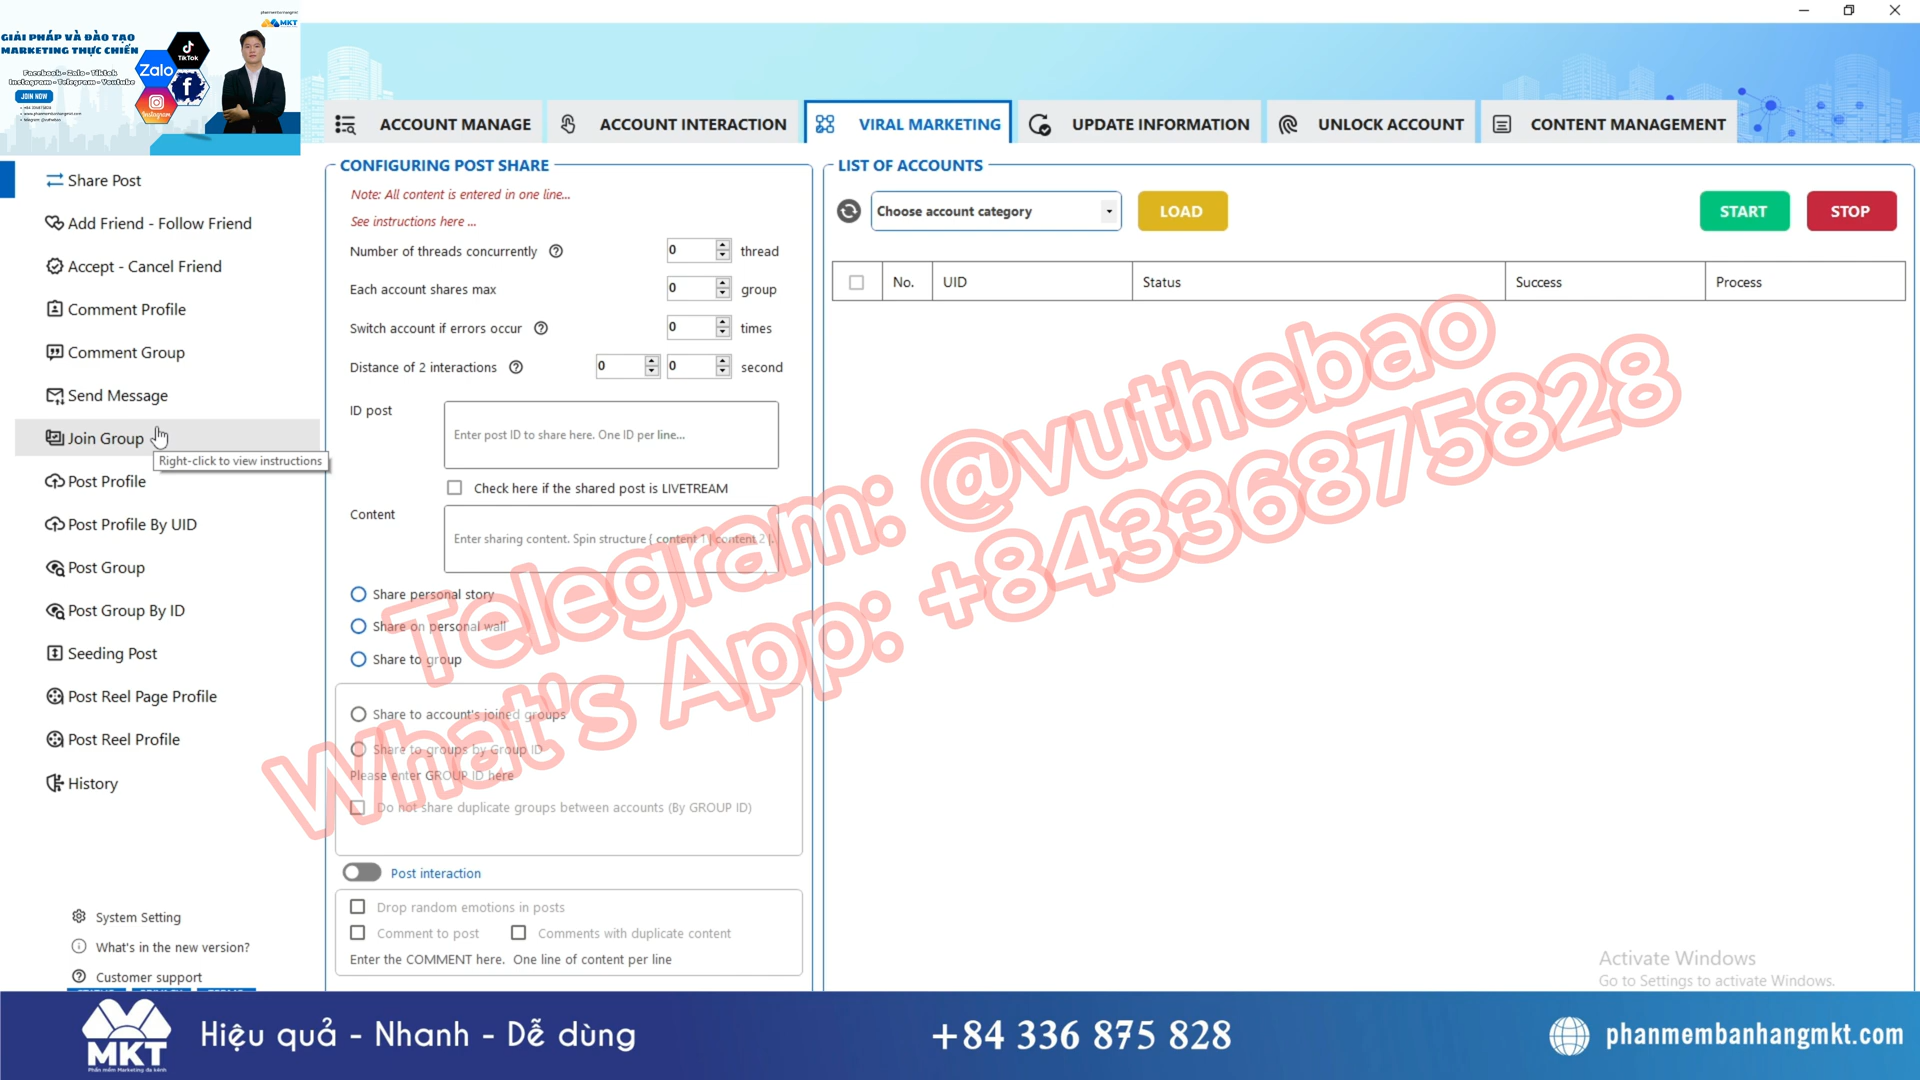 phanmembanhangmkt
MKT
GIẢI PHÁP VÀ ĐÀO TẠO
MARKETING THỰC CHIẾN
Facebook - Zalo - Tiktok
Instagram - Telegram - Youtube
JOIN NOW
TikTok
Zalo
Instagram
ACCOUNT MANAGE
ACCOUNT INTERACTION
VIRAL MARKETING
UPDATE INFORMATION
UNLOCK ACCOUNT
CONTENT MANAGEMENT
Share Post
Add Friend - Follow Friend
Accept - Cancel Friend
Comment Profile
Comment Group
Send Message
Join Group
Right-click to view instructions
Post Profile
Post Profile By UID
Post Group
Post Group By ID
Seeding Post
Post Reel Page Profile
Post Reel Profile
History
System Setting
What's in the new version?
Customer support
CONFIGURING POST SHARE
Note: All content is entered in one line...
See instructions here ...
Number of threads concurrently 0 thread
Each account shares max 0 group
Switch account if errors occur 0 times
Distance of 2 interactions 0 0 second
ID post
Enter post ID to share here. One ID per line...
Check here if the shared post is LIVETREAM
Content
Enter sharing content. Spin structure { content 1 | content 2 |.
Share personal story
Share on personal wall
Share to group
Share to account's joined groups
Share to groups by Group ID
Please enter GROUP ID here
Do not share duplicate groups between accounts (By GROUP ID)
Post interaction
Drop random emotions in posts
Comment to post
Comments with duplicate content
Enter the COMMENT here. One line of content per line
LIST OF ACCOUNTS
Choose account category
LOAD
START
STOP
No.
UID
Status
Success
Process
Telegram: @vuthebao
What's App: +84336875828
Activate Windows
Go to Settings to activate Windows.
MKT
Phần mềm Marketing đa kênh
Hiệu quả - Nhanh - Dễ dùng
+84 336 875 828
phanmembanhangmkt.com